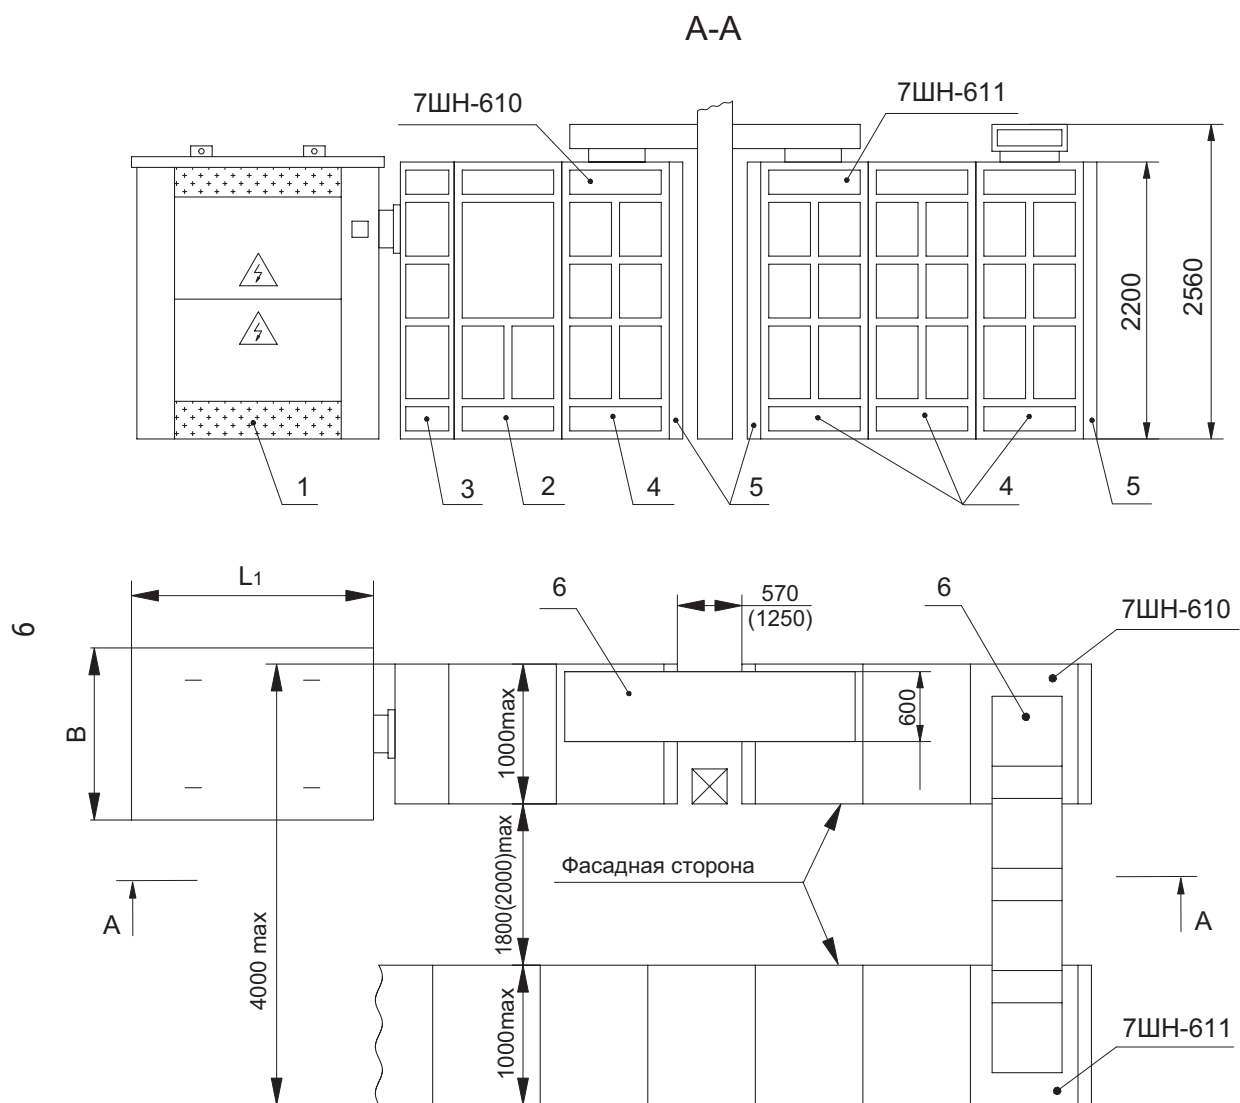 А-А
7ШН-610
7ШН-611
2200
2560
1
3
2
4
5
4
5
L1
6
570
(1250)
6
7ШН-610
6
B
1000max
600
1800(2000)max
Фасадная сторона
А
А
4000 max
1000max
7ШН-611